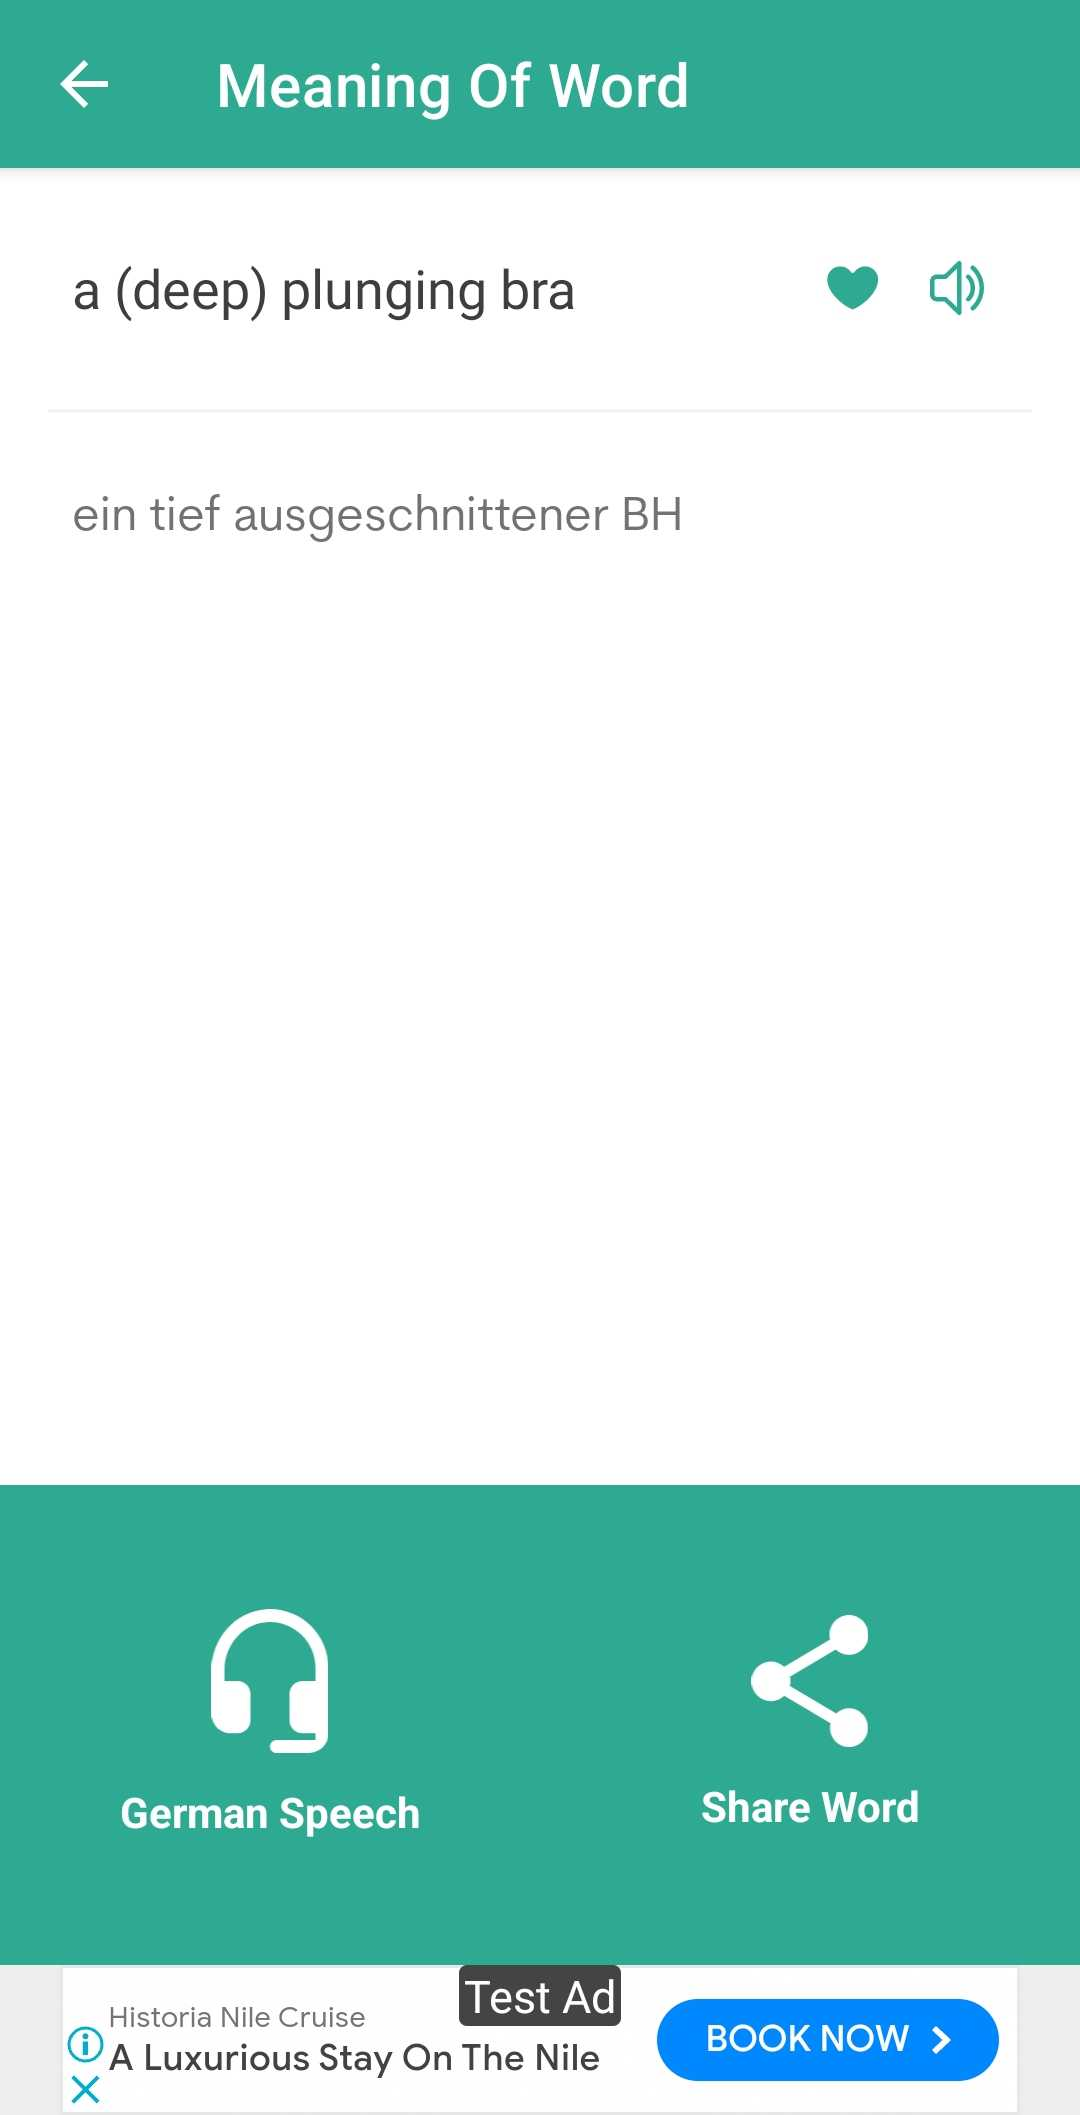 Meaning Of Word
a (deep) plunging bra
ein tief ausgeschnittener BH
German Speech
Share Word
Test Ad
Historia Nile Cruise
A Luxurious Stay On The Nile
BOOK NOW